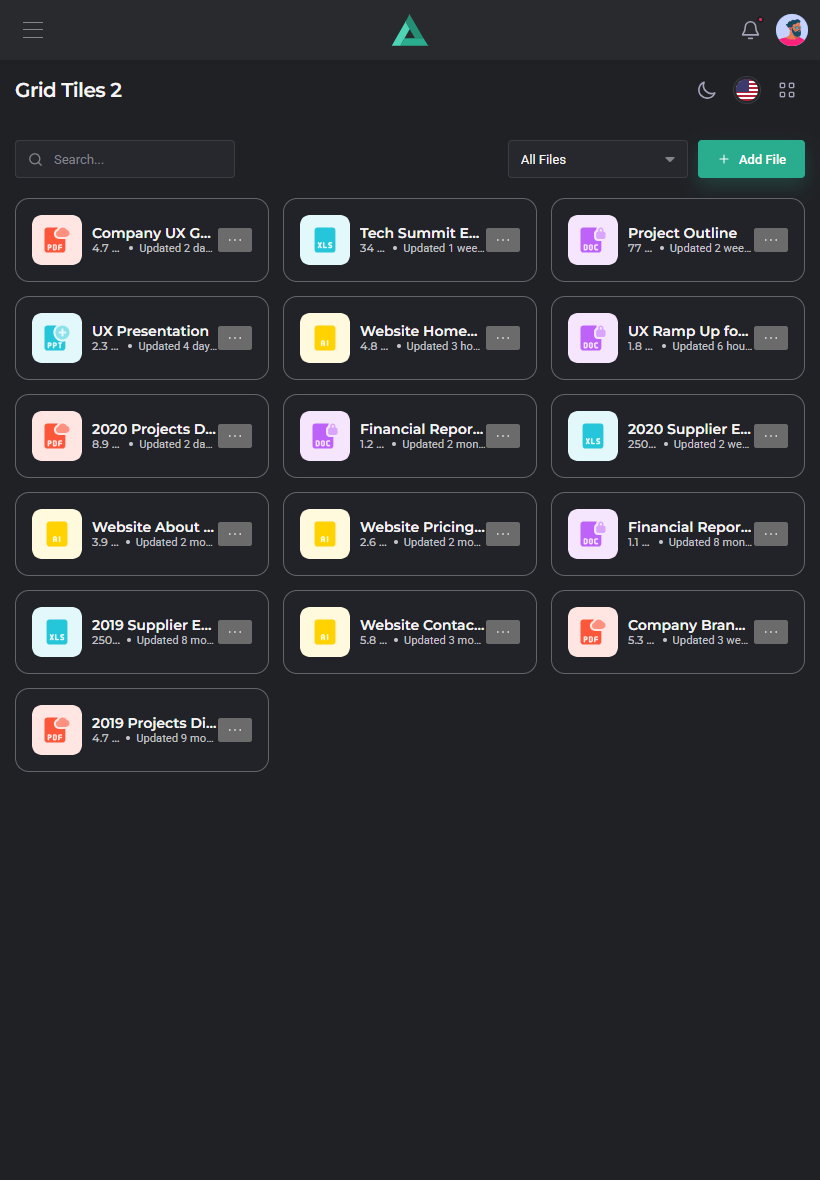 Grid Tiles 2
Search...
All Files
+ Add File
PDF
Company UX G...
4.7 ... • Updated 2 da...
...
XLS
Tech Summit E...
34 ... • Updated 1 wee...
...
DOC
Project Outline
77 ... • Updated 2 wee...
...
PPT
UX Presentation
2.3 ... • Updated 4 day...
...
AI
Website Home...
4.8 ... • Updated 3 ho...
...
DOC
UX Ramp Up fo...
1.8 ... • Updated 6 hou...
...
PDF
2020 Projects D...
8.9 ... • Updated 2 da...
...
DOC
Financial Repor...
1.2 ... • Updated 2 mon...
...
XLS
2020 Supplier E...
250... • Updated 2 we...
...
AI
Website About ...
3.9 ... • Updated 2 mo...
...
AI
Website Pricing...
2.6 ... • Updated 2 mo...
...
DOC
Financial Repor...
1.1 ... • Updated 8 mon...
...
XLS
2019 Supplier E...
250... • Updated 8 mo...
...
AI
Website Contac...
5.8 ... • Updated 3 mo...
...
PDF
Company Bran...
5.3 ... • Updated 3 we...
...
PDF
2019 Projects Di...
4.7 ... • Updated 9 mo...
...